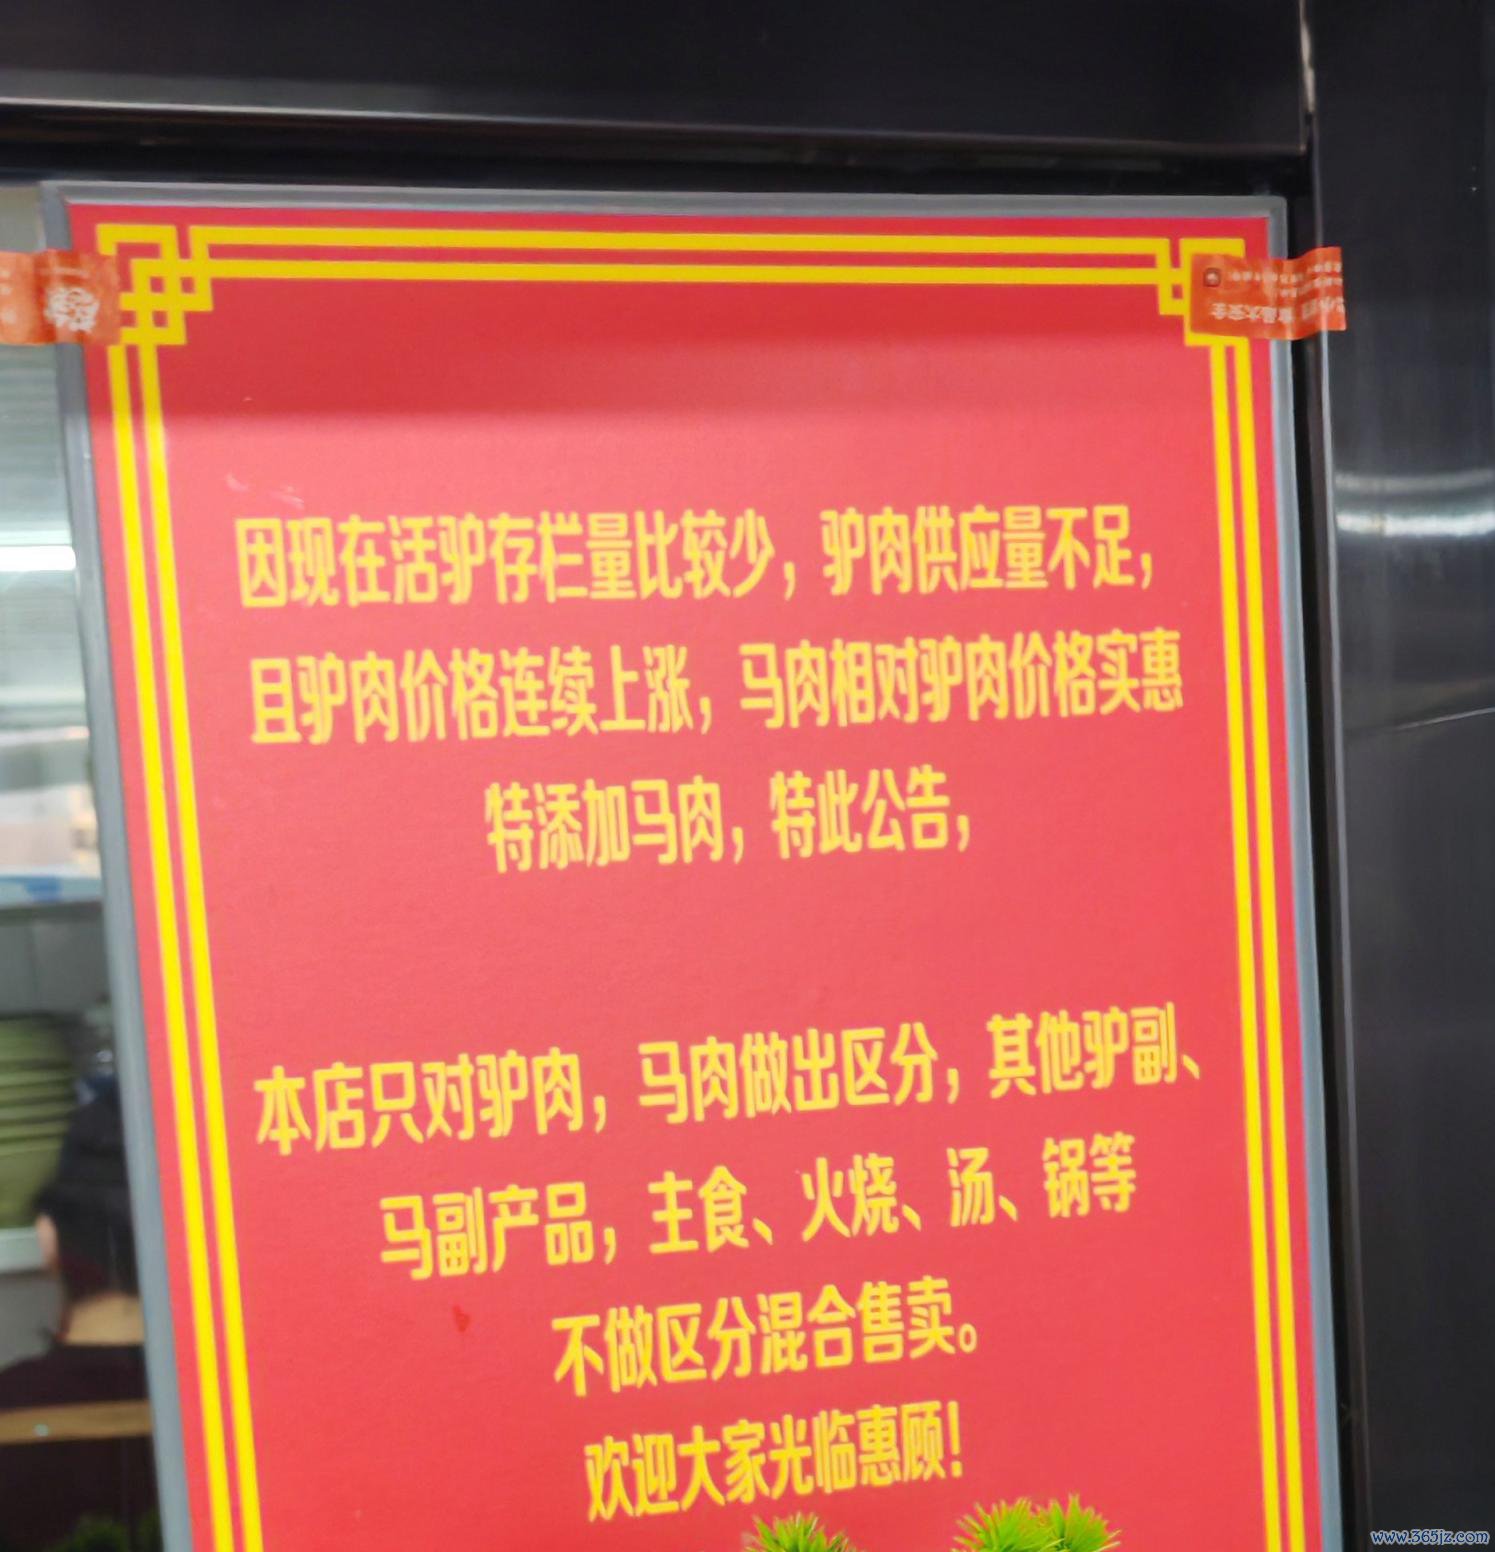 因现在活驴存栏量比较少，驴肉供应量不足，
且驴肉价格连续上涨，马肉相对驴肉价格实惠
特添加马肉，特此公告，
本店只对驴肉，马肉做出区分，其他驴副、
马副产品，主食、火烧、汤、锅等
不做区分混合售卖。
欢迎大家光临惠顾！
www.365jz.com